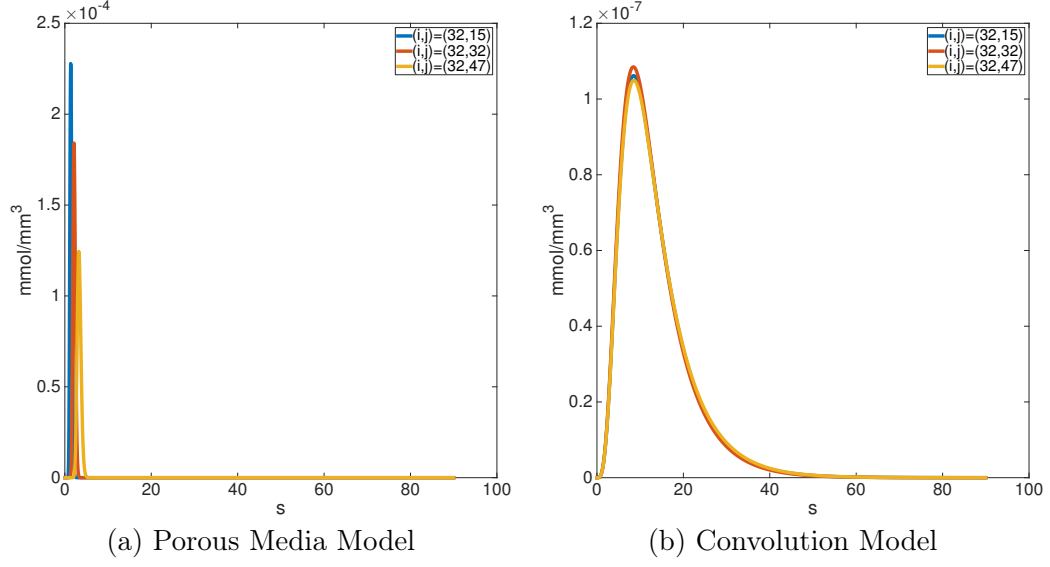 2.5
×10⁻⁴
(i,j)=(32,15)
(i,j)=(32,32)
(i,j)=(32,47)
2
1.5
1
0.5
0
mmol/mm³
0 20 40 60 80 100
s
(a) Porous Media Model
1.2
×10⁻⁷
(i,j)=(32,15)
(i,j)=(32,32)
(i,j)=(32,47)
1
0.8
0.6
0.4
0.2
0
mmol/mm³
0 20 40 60 80 100
s
(b) Convolution Model